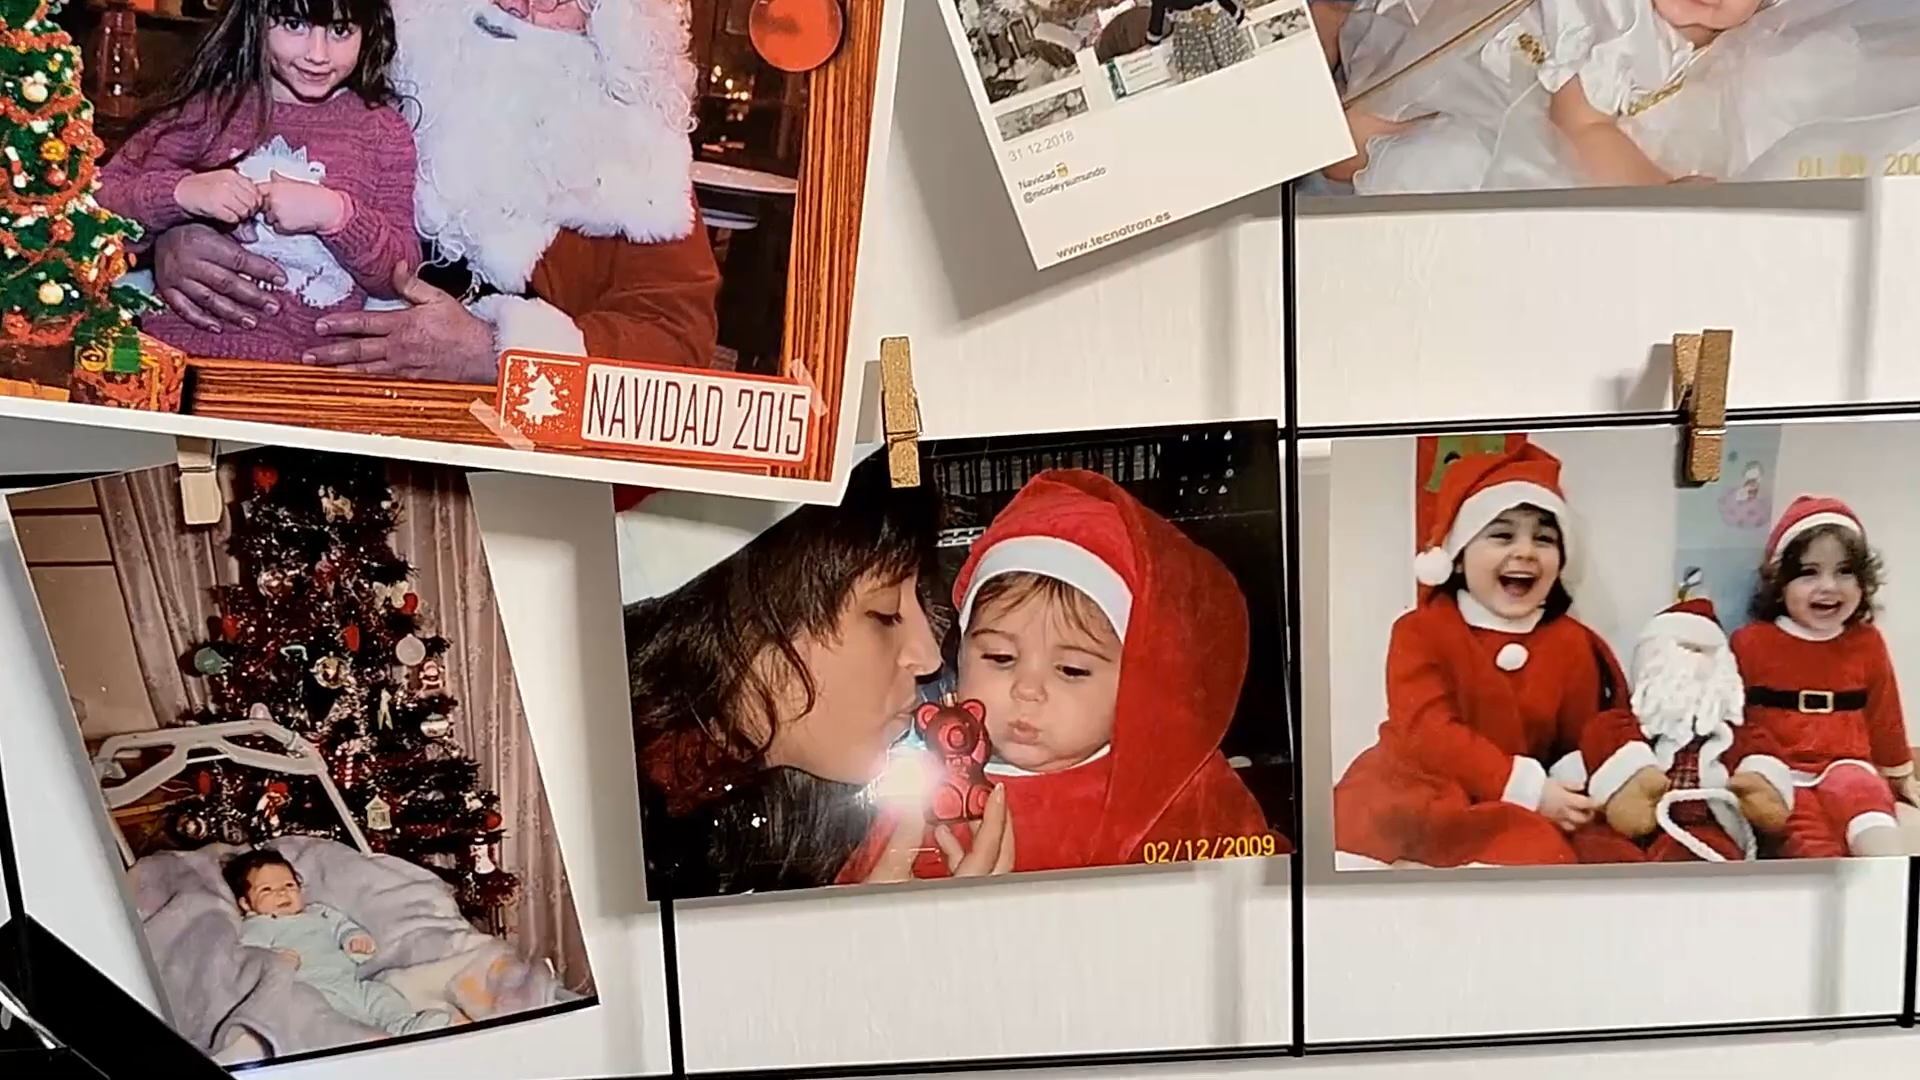 NAVIDAD 2015
31.12.2018
Navidad🎅
@nicoleysumundo
www.tecnotron.es
02/12/2009